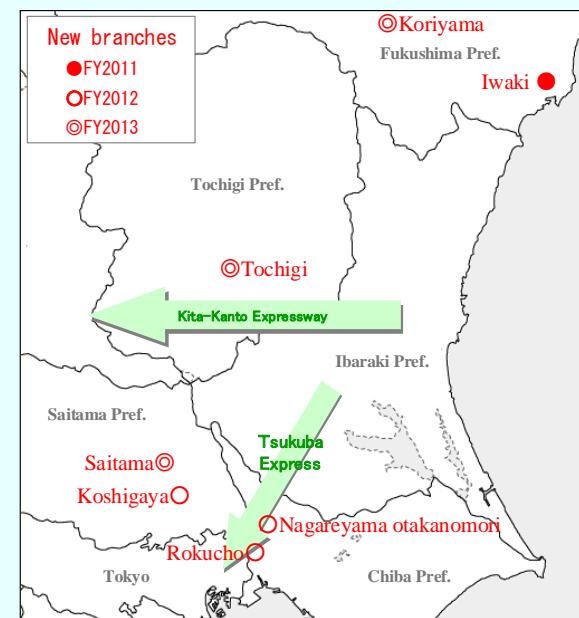 New branches
●FY2011
○FY2012
◎FY2013
Koriyama
Fukushima Pref.
Iwaki
Tochigi Pref.
Tochigi
Kita-Kanto Expressway
Ibaraki Pref.
Saitama Pref.
Tsukuba
Express
Saitama
Koshigaya
Nagareyama otakanomori
Rokucho
Tokyo
Chiba Pref.